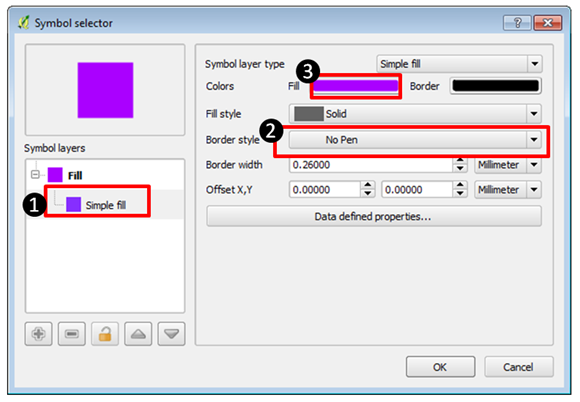 Symbol selector
Symbol layers
Fill
1
Simple fill
Symbol layer type Simple fill
3
Colors Fill Border
Fill style Solid
2
Border style No Pen
Border width 0.26000 Millimeter
Offset X,Y 0.00000 0.00000 Millimeter
Data defined properties...
OK Cancel